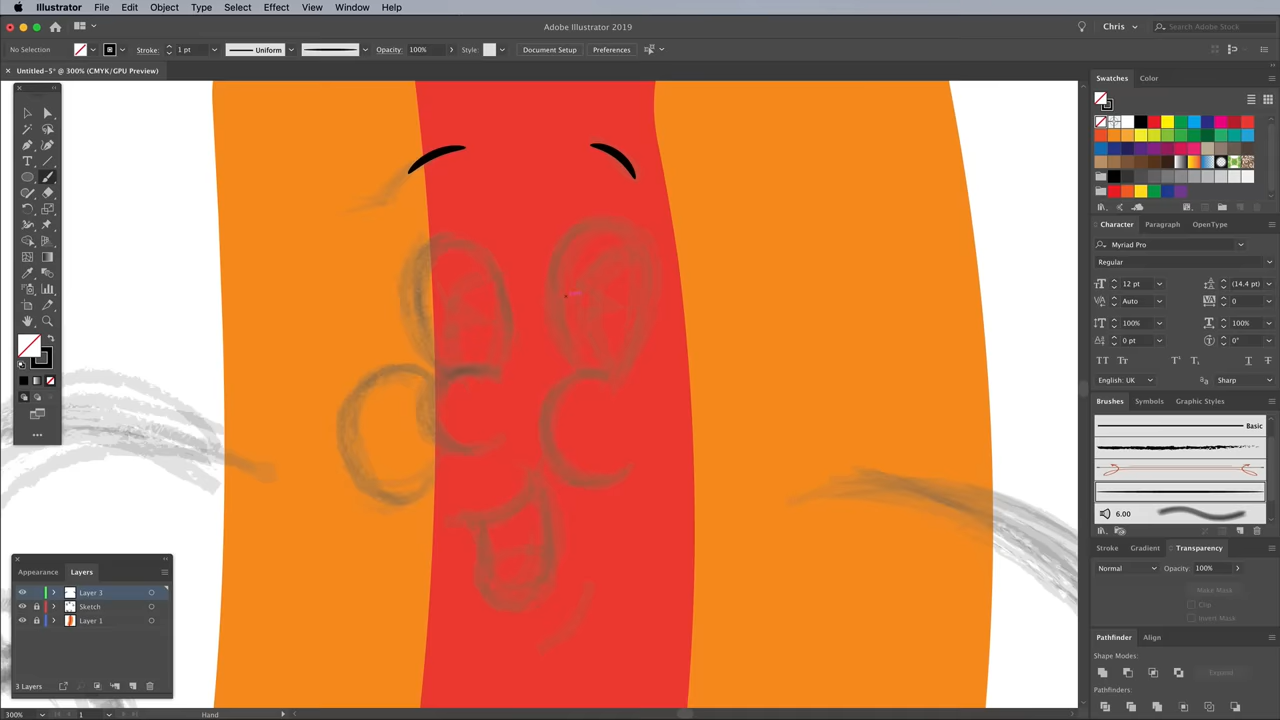 Illustrator File Edit Object Type Select Effect View Window Help
Adobe Illustrator 2019
Chris
Search Adobe Stock
No Selection
Stroke:
1 pt
Uniform
Opacity:
100%
Style:
Document Setup
Preferences
Untitled-5* @ 300% (CMYK/GPU Preview)
Swatches
Color
Character
Paragraph
OpenType
Myriad Pro
Regular
12 pt
(14.4 pt)
Auto
0
100%
100%
0 pt
0°
English: UK
Sharp
Brushes
Symbols
Graphic Styles
Basic
6.00
Stroke
Gradient
Transparency
Normal
Opacity:
100%
Make Mask
Clip
Invert Mask
Pathfinder
Align
Shape Modes:
Expand
Pathfinders:
Appearance
Layers
Layer 3
Sketch
Layer 1
3 Layers
300%
1
Hand